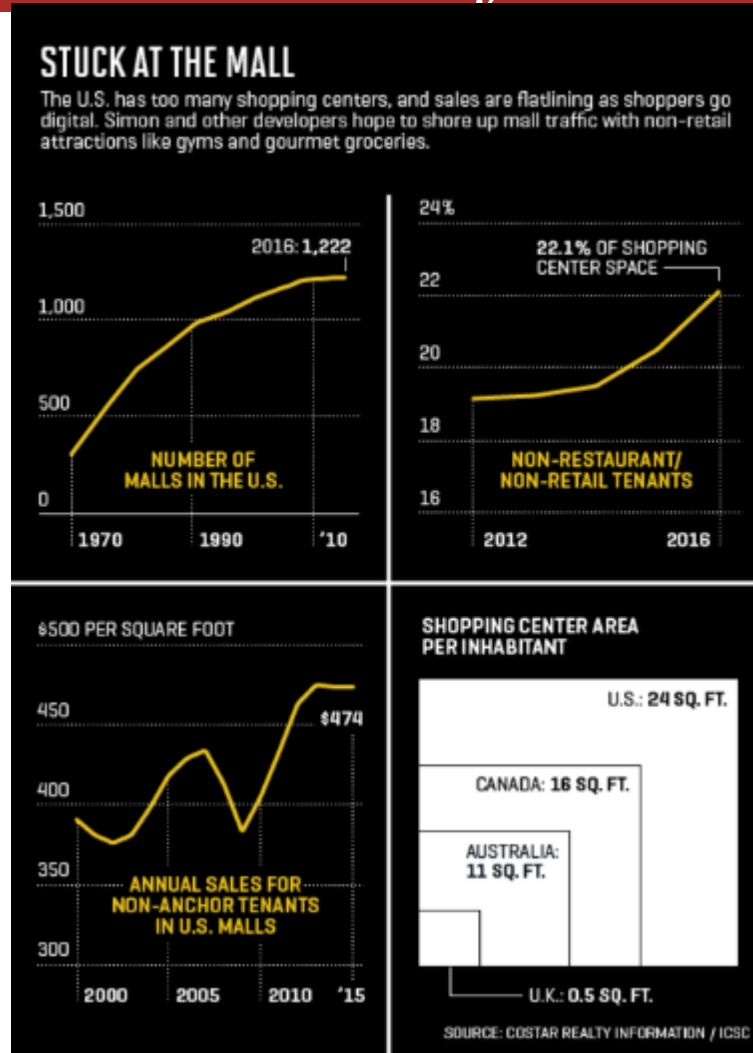 STUCK AT THE MALL
The U.S. has too many shopping centers, and sales are flatlining as shoppers go
digital. Simon and other developers hope to shore up mall traffic with non-retail
attractions like gyms and gourmet groceries.
1,500
2016: 1,222
1,000
500
NUMBER OF
MALLS IN THE U.S.
0
1970
1990
'10
24%
22.1% OF SHOPPING
CENTER SPACE
22
20
18
NON-RESTAURANT/
NON-RETAIL TENANTS
16
2012
2016
$500 PER SQUARE FOOT
450
$474
400
350
ANNUAL SALES FOR
NON-ANCHOR TENANTS
IN U.S. MALLS
300
2000
2005
2010
'15
SHOPPING CENTER AREA
PER INHABITANT
U.S.: 24 SQ. FT.
CANADA: 16 SQ. FT.
AUSTRALIA:
11 SQ. FT.
U.K.: 0.5 SQ. FT.
SOURCE: COSTAR REALTY INFORMATION / ICSC